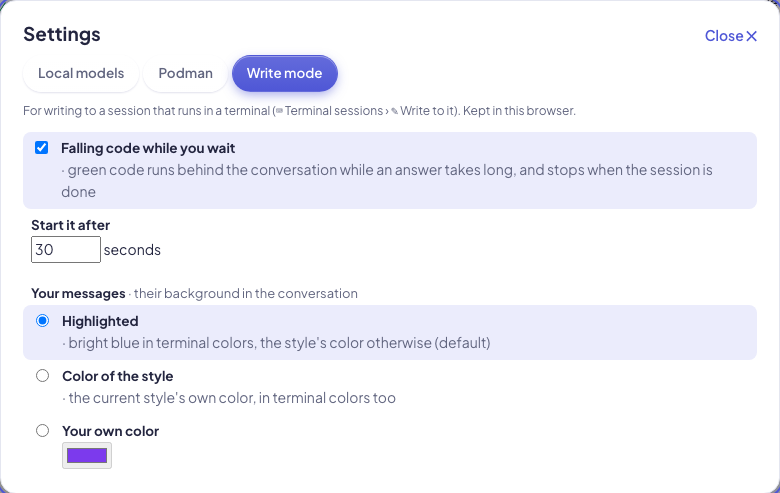 Settings
Close ✕
Local models
Podman
Write mode
For writing to a session that runs in a terminal (⌨ Terminal sessions › ✎ Write to it). Kept in this browser.
Falling code while you wait
· green code runs behind the conversation while an answer takes long, and stops when the session is
done
Start it after
30 seconds
Your messages · their background in the conversation
Highlighted
· bright blue in terminal colors, the style's color otherwise (default)
Color of the style
· the current style's own color, in terminal colors too
Your own color